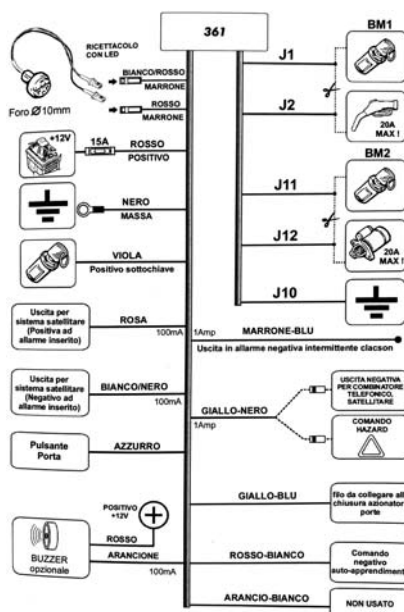 361
RICETTACOLO
CON LED
Foro Ø 10mm
BIANCO/ROSSO
MARRONE
ROSSO
MARRONE
+12V
15A
ROSSO
POSITIVO
NERO
MASSA
VIOLA
Positivo sottochiave
Uscita per
sistema satellitare
(Positiva ad
allarme inserito)
ROSA
100mA
Uscita per
sistema satellitare
(Negativo ad
allarme inserito)
BIANCO/NERO
100mA
Pulsante
Porta
AZZURRO
POSITIVO
+12V
ROSSO
ARANCIONE
100mA
BUZZER
opzionale
J1
BM1
J2
20A
MAX !
BM2
J11
J12
20A
MAX !
J10
1Amp
MARRONE-BLU
Uscita in allarme negativa intermittente clacson
GIALLO-NERO
1Amp
USCITA NEGATIVA
PER COMBINATORE
TELEFONICO,
SATELLITARE
COMANDO
HAZARD
GIALLO-BLU
filo da collegare all
chiusura azionator
porte
ROSSO-BIANCO
Comando
negativo
auto-apprendiment
ARANCIO-BIANCO
NON USATO